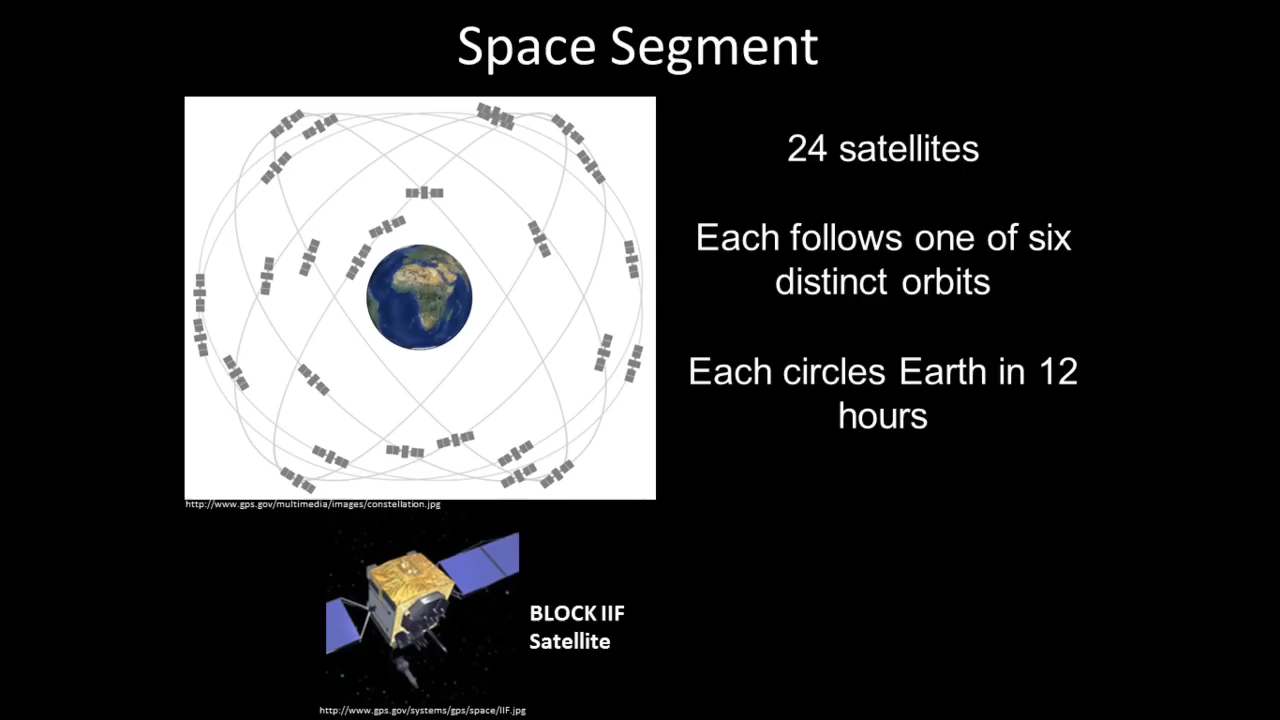 Space Segment
24 satellites
Each follows one of six
distinct orbits
Each circles Earth in 12
hours
http://www.gps.gov/multimedia/images/constellation.jpg
BLOCK IIF
Satellite
http://www.gps.gov/systems/gps/space/IIF.jpg